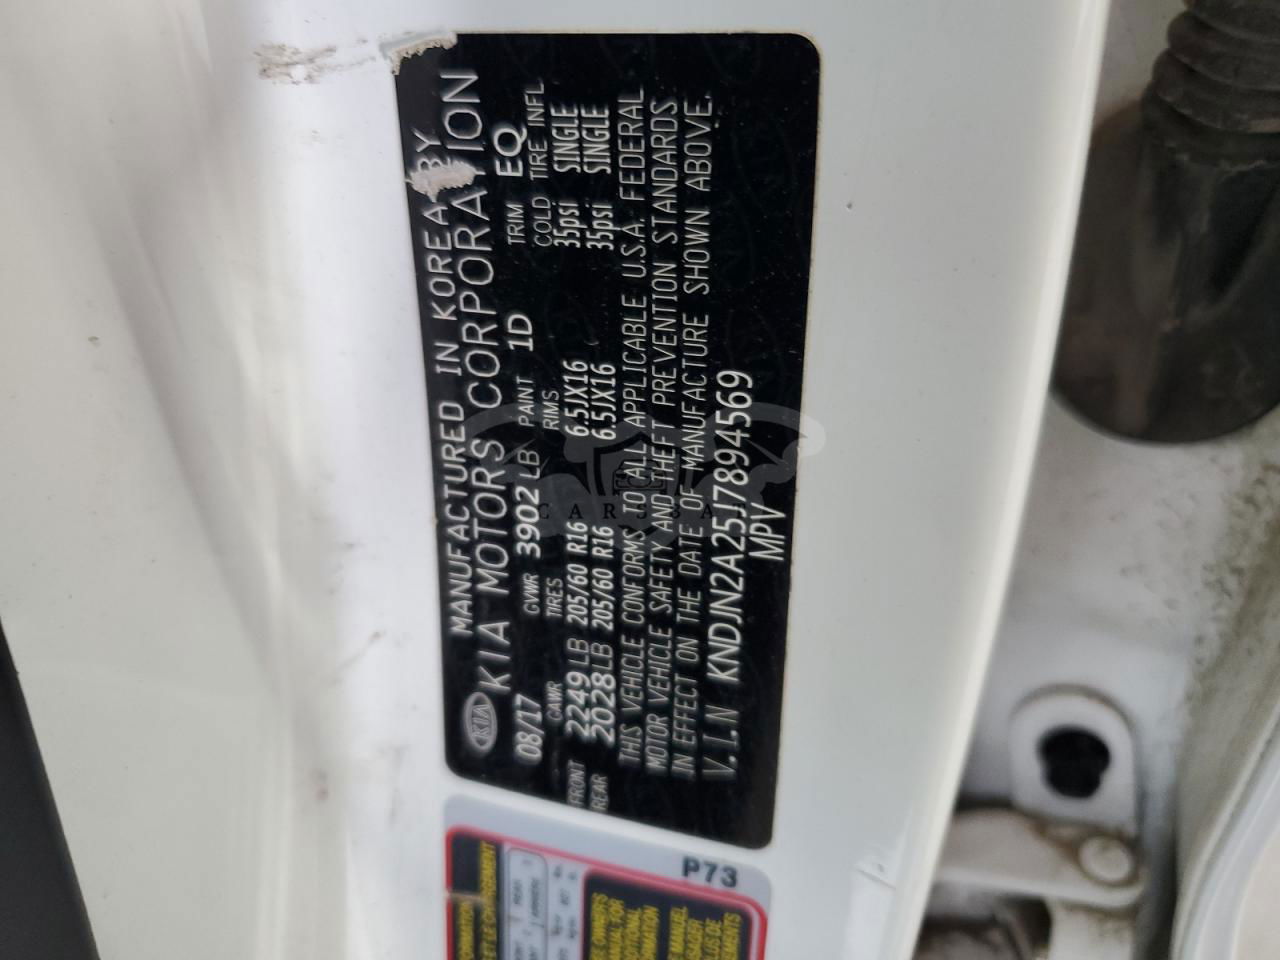 MANUFACTURED IN KOREA BY
KIA KIA MOTORS CORPORATION
08/17 GVWR 3902 LB PAINT 1D TRIM EQ
GAWR TIRES RIMS COLD TIRE INFL
FRONT 2249 LB 205/60 R16 6.5JX16 35psi SINGLE
REAR 2028 LB 205/60 R16 6.5JX16 35psi SINGLE
THIS VEHICLE CONFORMS TO ALL APPLICABLE U.S.A. FEDERAL
MOTOR VEHICLE SAFETY AND THEFT PREVENTION STANDARDS
IN EFFECT ON THE DATE OF MANUFACTURE SHOWN ABOVE.
V.I.N KNDJN2A25J7894569
MPV
P73